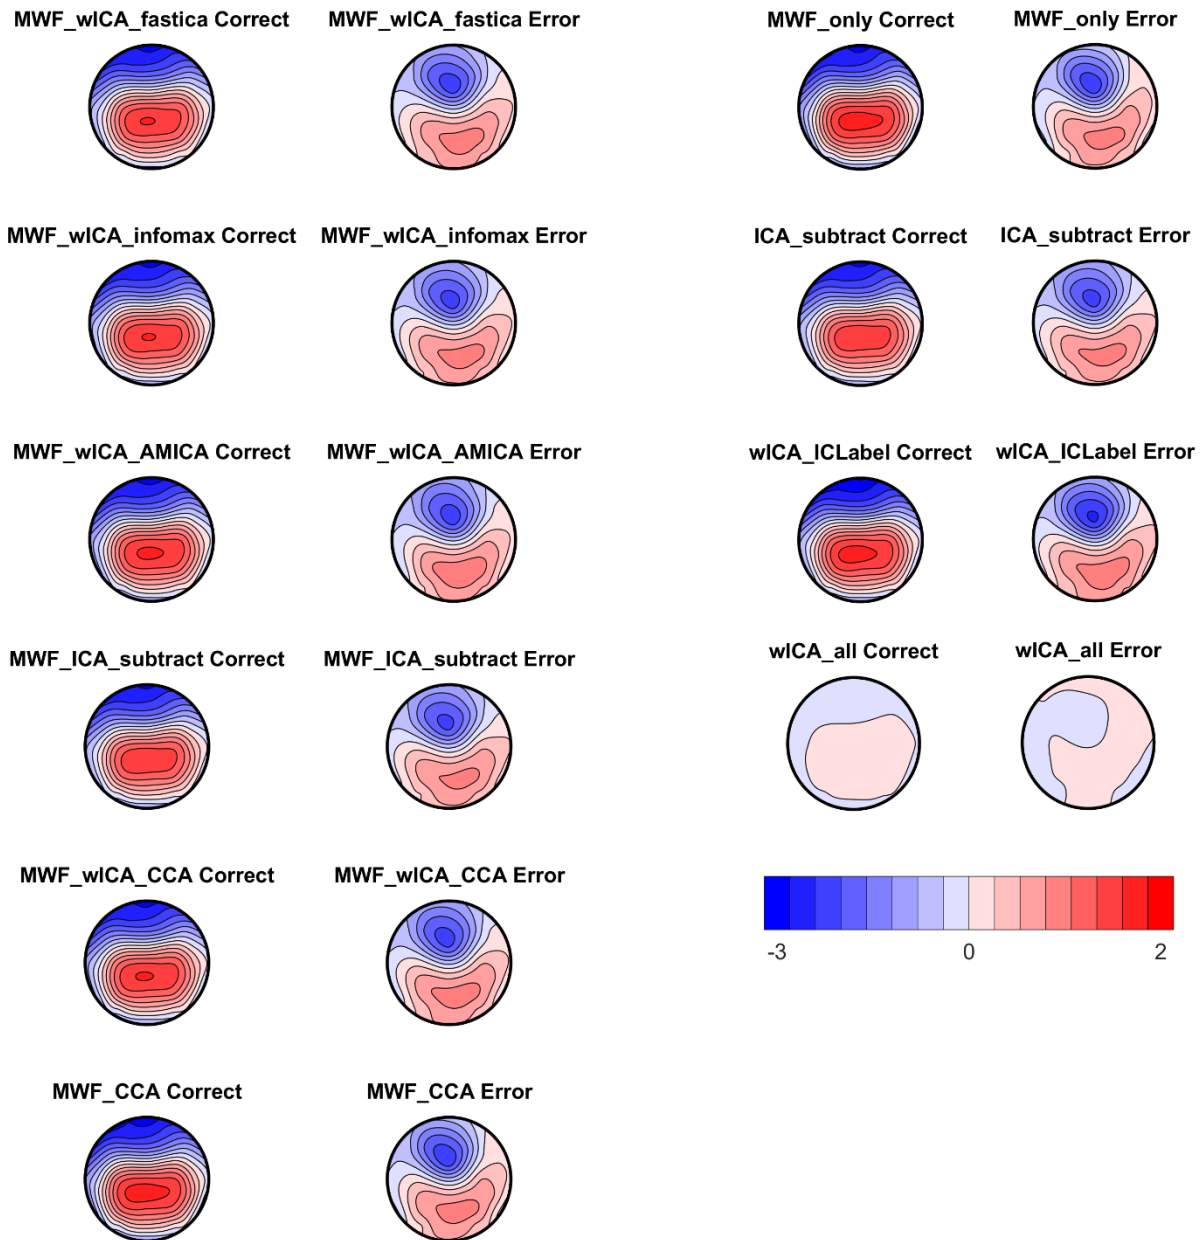 MWF_wICA_fastica Correct
MWF_wICA_fastica Error
MWF_only Correct
MWF_only Error
MWF_wICA_infomax Correct
MWF_wICA_infomax Error
ICA_subtract Correct
ICA_subtract Error
MWF_wICA_AMICA Correct
MWF_wICA_AMICA Error
wICA_ICLabel Correct
wICA_ICLabel Error
MWF_ICA_subtract Correct
MWF_ICA_subtract Error
wICA_all Correct
wICA_all Error
MWF_wICA_CCA Correct
MWF_wICA_CCA Error
-3
0
2
MWF_CCA Correct
MWF_CCA Error